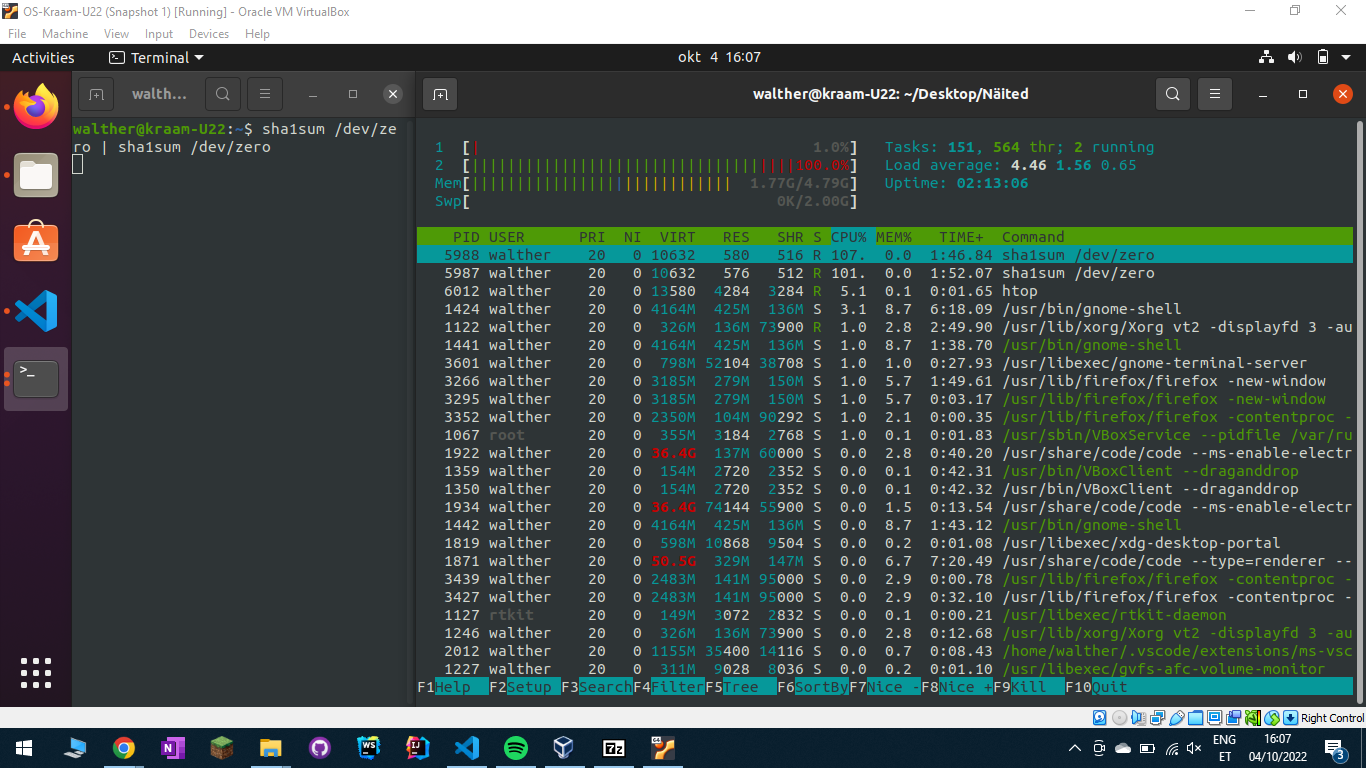 OS-Kraam-U22 (Snapshot 1) [Running] - Oracle VM VirtualBox
File Machine View Input Devices Help
Activities Terminal okt 4 16:07
walth...
walther@kraam-U22: ~/Desktop/Näited
walther@kraam-U22:~$ sha1sum /dev/ze
ro | sha1sum /dev/zero
1 [| 1.0%] Tasks: 151, 564 thr; 2 running
2 [||||||||||||||||||||||||||||||||||||100.0%] Load average: 4.46 1.56 0.65
Mem[||||||||||||||||||||||||||||| 1.77G/4.79G] Uptime: 02:13:06
Swp[ 0K/2.00G]
PID USER PRI NI VIRT RES SHR S CPU% MEM% TIME+ Command
5988 walther 20 0 10632 580 516 R 107. 0.0 1:46.84 sha1sum /dev/zero
5987 walther 20 0 10632 576 512 R 101. 0.0 1:52.07 sha1sum /dev/zero
6012 walther 20 0 13580 4284 3284 R 5.1 0.1 0:01.65 htop
1424 walther 20 0 4164M 425M 136M S 3.1 8.7 6:18.09 /usr/bin/gnome-shell
1122 walther 20 0 326M 136M 73900 R 1.0 2.8 2:49.90 /usr/lib/xorg/Xorg vt2 -displayfd 3 -au
1441 walther 20 0 4164M 425M 136M S 1.0 8.7 1:38.70 /usr/bin/gnome-shell
3601 walther 20 0 798M 52104 38708 S 1.0 1.0 0:27.93 /usr/libexec/gnome-terminal-server
3266 walther 20 0 3185M 279M 150M S 1.0 5.7 1:49.61 /usr/lib/firefox/firefox -new-window
3295 walther 20 0 3185M 279M 150M S 1.0 5.7 0:03.17 /usr/lib/firefox/firefox -new-window
3352 walther 20 0 2350M 104M 90292 S 1.0 2.1 0:00.35 /usr/lib/firefox/firefox -contentproc -
1067 root 20 0 355M 3184 2768 S 1.0 0.1 0:01.83 /usr/sbin/VBoxService --pidfile /var/ru
1922 walther 20 0 36.4G 137M 60000 S 0.0 2.8 0:40.20 /usr/share/code/code --ms-enable-electr
1359 walther 20 0 154M 2720 2352 S 0.0 0.1 0:42.31 /usr/bin/VBoxClient --draganddrop
1350 walther 20 0 154M 2720 2352 S 0.0 0.1 0:42.32 /usr/bin/VBoxClient --draganddrop
1934 walther 20 0 36.4G 74144 55900 S 0.0 1.5 0:13.54 /usr/share/code/code --ms-enable-electr
1442 walther 20 0 4164M 425M 136M S 0.0 8.7 1:43.12 /usr/bin/gnome-shell
1819 walther 20 0 598M 10868 9504 S 0.0 0.2 0:01.08 /usr/libexec/xdg-desktop-portal
1871 walther 20 0 50.5G 329M 147M S 0.0 6.7 7:20.49 /usr/share/code/code --type=renderer --
3439 walther 20 0 2483M 141M 95000 S 0.0 2.9 0:00.78 /usr/lib/firefox/firefox -contentproc -
3427 walther 20 0 2483M 141M 95000 S 0.0 2.9 0:32.10 /usr/lib/firefox/firefox -contentproc -
1127 rtkit 20 0 149M 3072 2832 S 0.0 0.1 0:00.21 /usr/libexec/rtkit-daemon
1246 walther 20 0 326M 136M 73900 S 0.0 2.8 0:12.68 /usr/lib/xorg/Xorg vt2 -displayfd 3 -au
2012 walther 20 0 1155M 35400 14116 S 0.0 0.7 0:08.43 /home/walther/.vscode/extensions/ms-vsc
1227 walther 20 0 311M 9028 8036 S 0.0 0.2 0:01.10 /usr/libexec/gvfs-afc-volume-monitor
F1Help F2Setup F3SearchF4FilterF5Tree F6SortByF7Nice -F8Nice +F9Kill F10Quit
Right Control
ENG 16:07
ET 04/10/2022 3